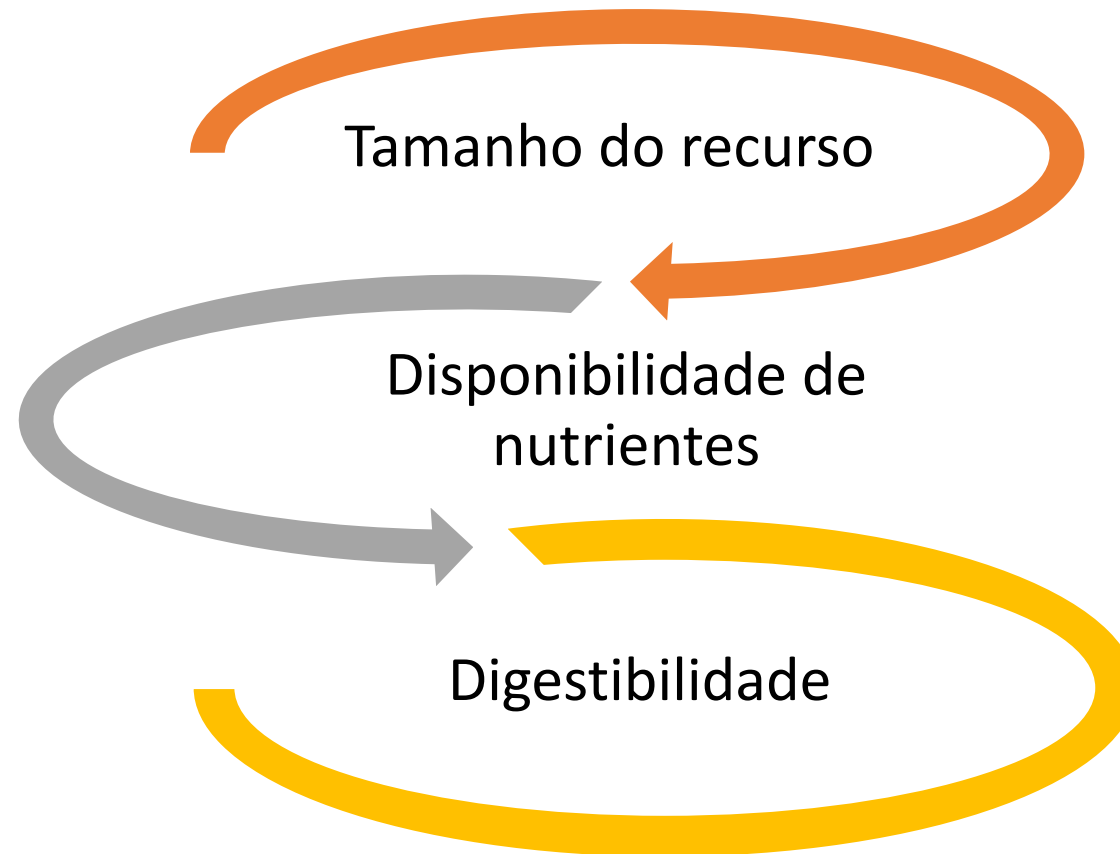 Tamanho do recurso
Disponibilidade de
nutrientes
Digestibilidade